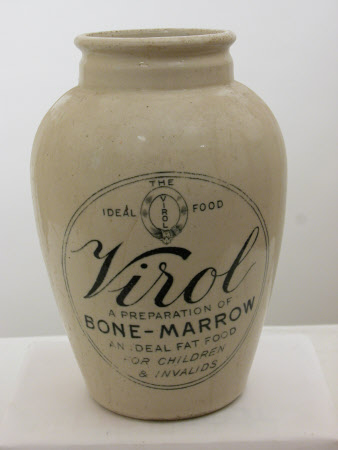 THE
IDEAL FOOD
VIROL
Virol
A PREPARATION OF
BONE-MARROW
AN IDEAL FAT FOOD
FOR CHILDREN
& INVALIDS